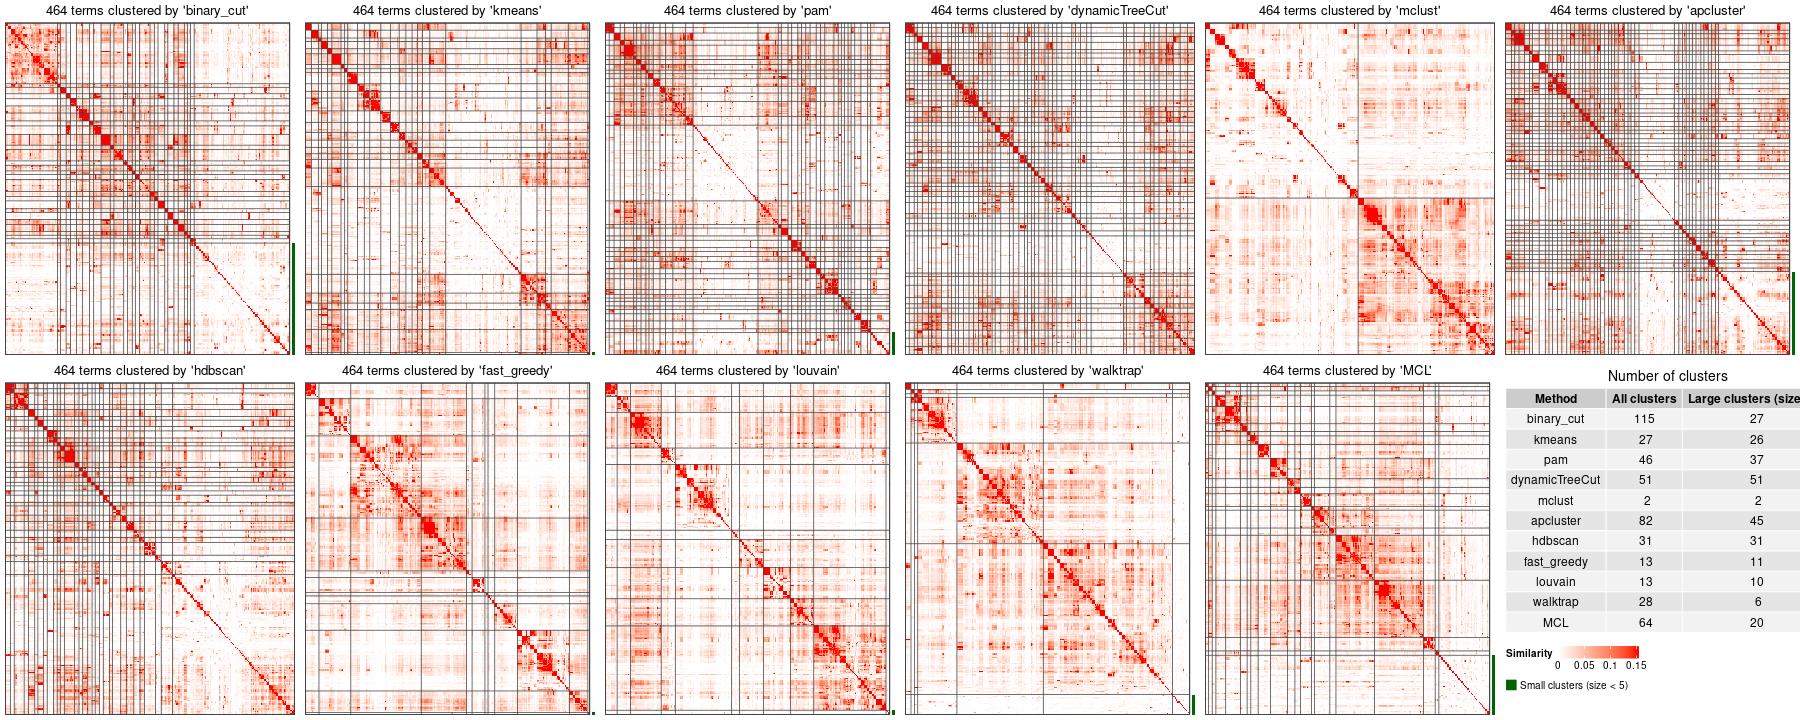 464 terms clustered by 'binary_cut'
464 terms clustered by 'kmeans'
464 terms clustered by 'pam'
464 terms clustered by 'dynamicTreeCut'
464 terms clustered by 'mclust'
464 terms clustered by 'apcluster'
464 terms clustered by 'hdbscan'
464 terms clustered by 'fast_greedy'
464 terms clustered by 'louvain'
464 terms clustered by 'walktrap'
464 terms clustered by 'MCL'
Number of clusters
Method All clusters Large clusters (size
binary_cut 115 27
kmeans 27 26
pam 46 37
dynamicTreeCut 51 51
mclust 2 2
apcluster 82 45
hdbscan 31 31
fast_greedy 13 11
louvain 13 10
walktrap 28 6
MCL 64 20
Similarity
0 0.05 0.1 0.15
Small clusters (size < 5)